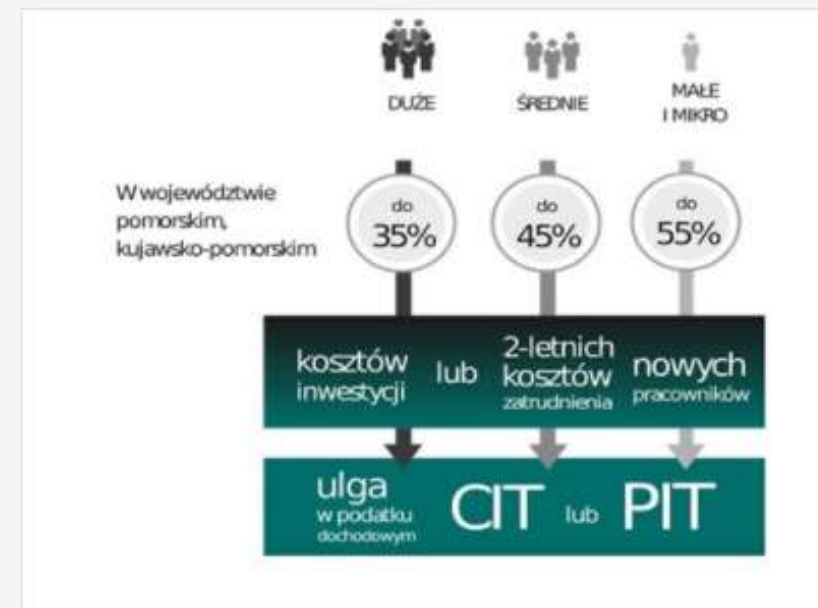 DUŻE
ŚREDNIE
MAŁE
I MIKRO
W województwie
pomorskim,
kujawsko-pomorskim
do
35%
do
45%
do
55%
kosztów
inwestycji
lub
2-letnich
kosztów
zatrudnienia
nowych
pracowników
ulga
w podatku
dochodowym
CIT
lub
PIT